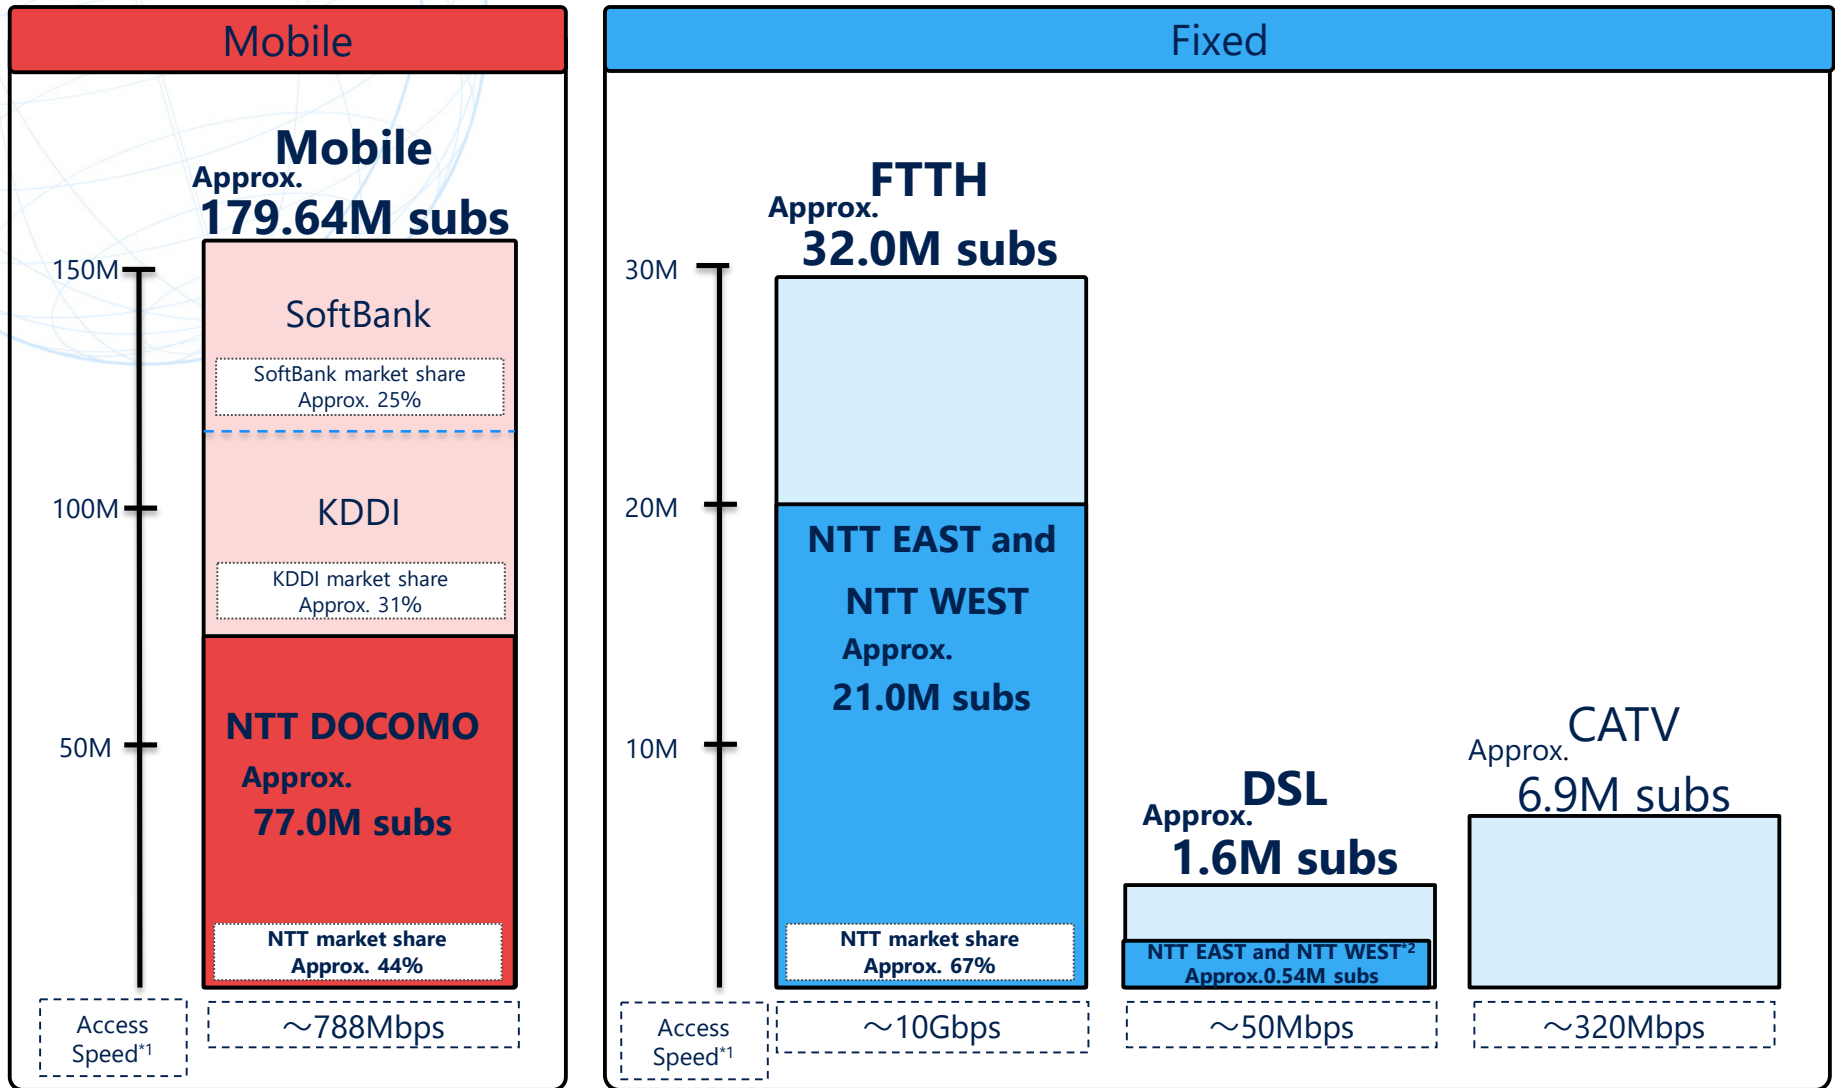 Mobile
Mobile
Approx.
179.64M subs
150M
100M
50M
SoftBank
SoftBank market share
Approx. 25%
KDDI
KDDI market share
Approx. 31%
NTT DOCOMO
Approx.
77.0M subs
NTT market share
Approx. 44%
Access
Speed*1
～788Mbps
Fixed
FTTH
Approx.
32.0M subs
30M
20M
10M
NTT EAST and
NTT WEST
Approx.
21.0M subs
NTT market share
Approx. 67%
DSL
Approx.
1.6M subs
NTT EAST and NTT WEST*2
Approx.0.54M subs
CATV
Approx.
6.9M subs
Access
Speed*1
～10Gbps
～50Mbps
～320Mbps